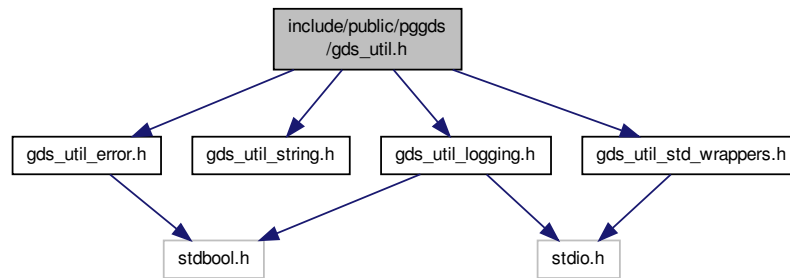 include/public/pggds
/gds_util.h
gds_util_error.h
gds_util_string.h
gds_util_logging.h
gds_util_std_wrappers.h
stdbool.h
stdio.h